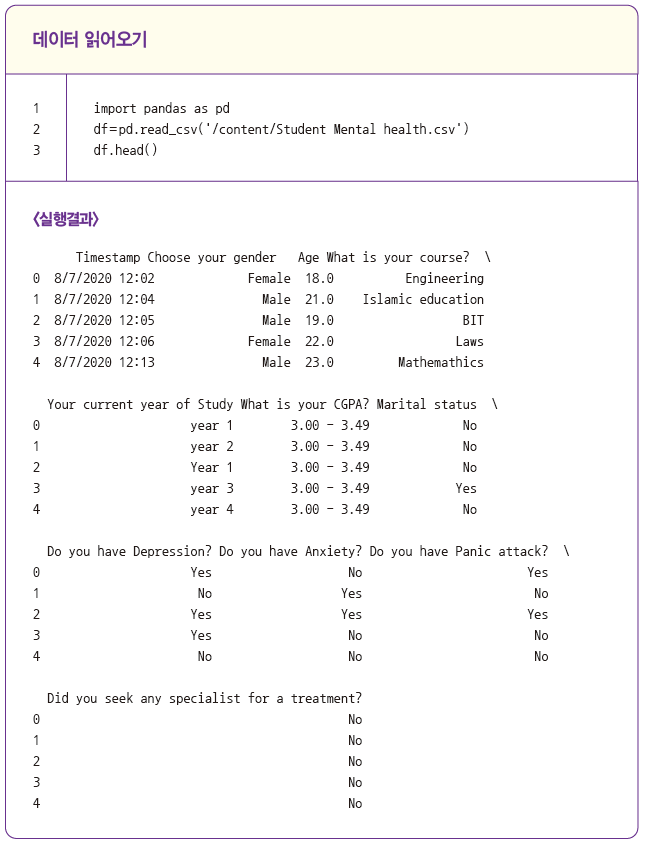 데이터 읽어오기
1 import pandas as pd
2 df=pd.read_csv('/content/Student Mental health.csv')
3 df.head()
<실행결과>
Timestamp Choose your gender Age What is your course? \
0 8/7/2020 12:02 Female 18.0 Engineering
1 8/7/2020 12:04 Male 21.0 Islamic education
2 8/7/2020 12:05 Male 19.0 BIT
3 8/7/2020 12:06 Female 22.0 Laws
4 8/7/2020 12:13 Male 23.0 Mathemathics
Your current year of Study What is your CGPA? Marital status \
0 year 1 3.00 - 3.49 No
1 year 2 3.00 - 3.49 No
2 Year 1 3.00 - 3.49 No
3 year 3 3.00 - 3.49 Yes
4 year 4 3.00 - 3.49 No
Do you have Depression? Do you have Anxiety? Do you have Panic attack? \
0 Yes No Yes
1 No Yes No
2 Yes Yes Yes
3 Yes No No
4 No No No
Did you seek any specialist for a treatment?
0 No
1 No
2 No
3 No
4 No